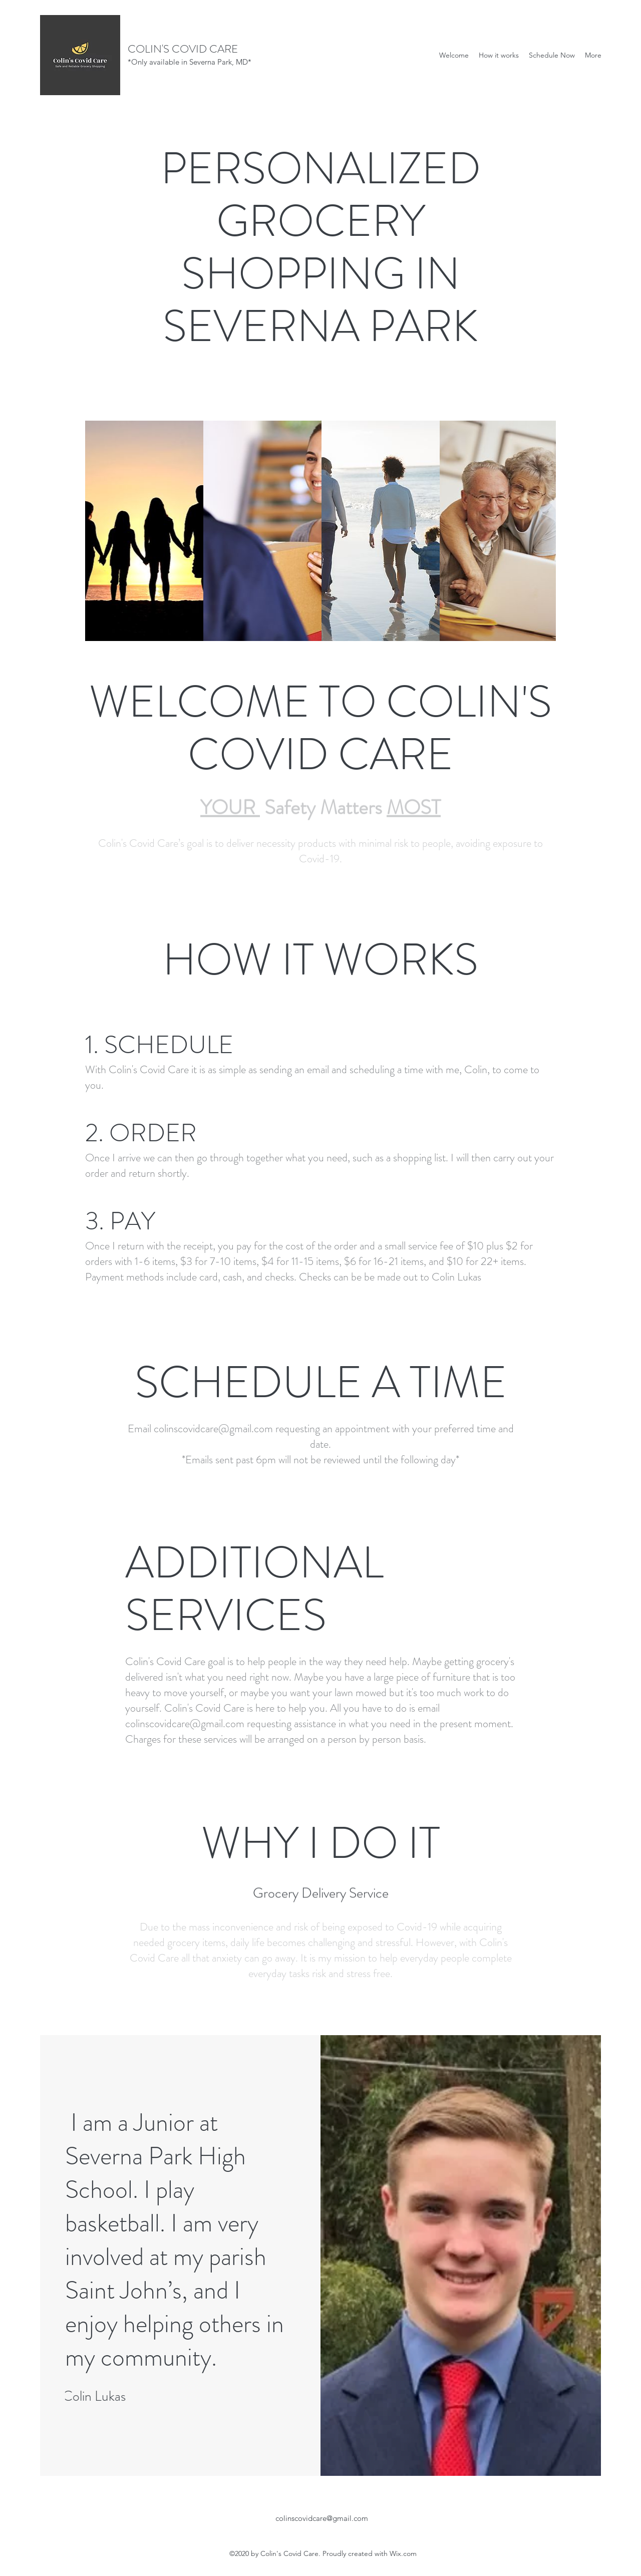 Colin's Covid Care
Safe and Reliable Grocery Shopping
COLIN'S COVID CARE
*Only available in Severna Park, MD*
Welcome How it works Schedule Now More
PERSONALIZED
GROCERY
SHOPPING IN
SEVERNA PARK
WELCOME TO COLIN'S
COVID CARE
YOUR Safety Matters MOST
Colin's Covid Care's goal is to deliver necessity products with minimal risk to people, avoiding exposure to
Covid-19.
HOW IT WORKS
1. SCHEDULE
With Colin's Covid Care it is as simple as sending an email and scheduling a time with me, Colin, to come to
you.
2. ORDER
Once I arrive we can then go through together what you need, such as a shopping list. I will then carry out your
order and return shortly.
3. PAY
Once I return with the receipt, you pay for the cost of the order and a small service fee of $10 plus $2 for
orders with 1-6 items, $3 for 7-10 items, $4 for 11-15 items, $6 for 16-21 items, and $10 for 22+ items.
Payment methods include card, cash, and checks. Checks can be be made out to Colin Lukas
SCHEDULE A TIME
Email colinscovidcare@gmail.com requesting an appointment with your preferred time and
date.
*Emails sent past 6pm will not be reviewed until the following day*
ADDITIONAL
SERVICES
Colin's Covid Care goal is to help people in the way they need help. Maybe getting grocery's
delivered isn't what you need right now. Maybe you have a large piece of furniture that is too
heavy to move yourself, or maybe you want your lawn mowed but it's too much work to do
yourself. Colin's Covid Care is here to help you. All you have to do is email
colinscovidcare@gmail.com requesting assistance in what you need in the present moment.
Charges for these services will be arranged on a person by person basis.
WHY I DO IT
Grocery Delivery Service
Due to the mass inconvenience and risk of being exposed to Covid-19 while acquiring
needed grocery items, daily life becomes challenging and stressful. However, with Colin's
Covid Care all that anxiety can go away. It is my mission to help everyday people complete
everyday tasks risk and stress free.
I am a Junior at
Severna Park High
School. I play
basketball. I am very
involved at my parish
Saint John's, and I
enjoy helping others in
my community.
Colin Lukas
colinscovidcare@gmail.com
©2020 by Colin's Covid Care. Proudly created with Wix.com